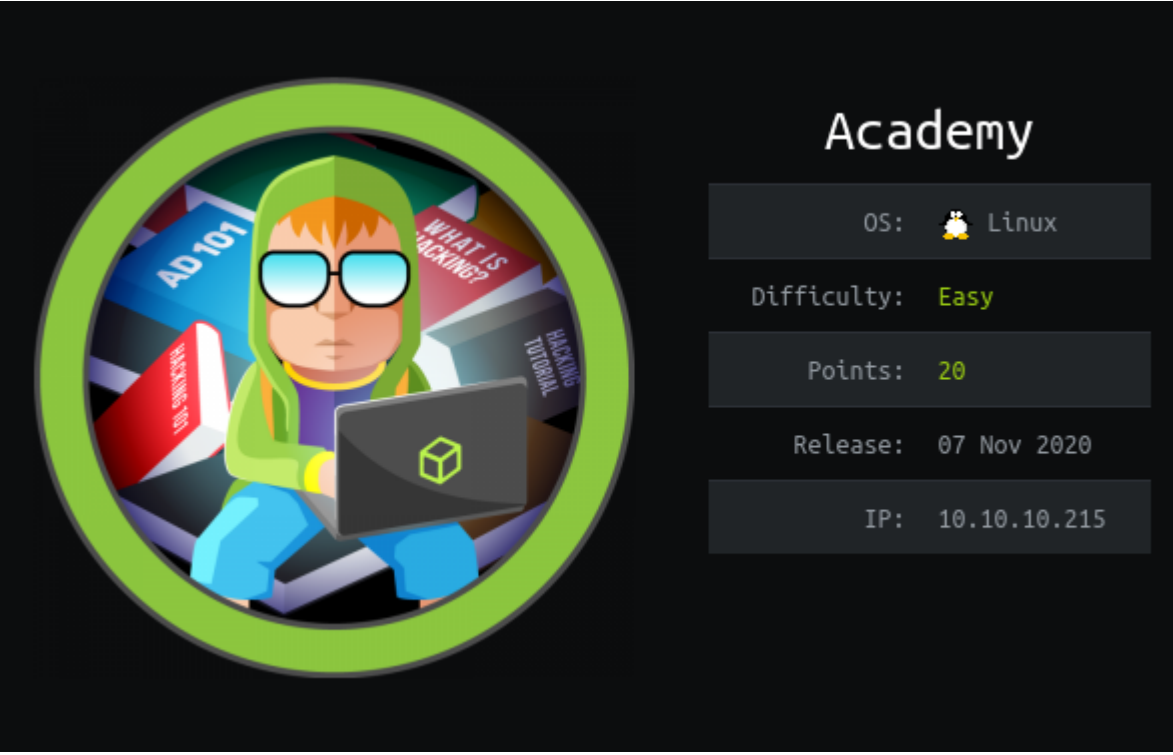 Academy
OS: Linux
Difficulty: Easy
Points: 20
Release: 07 Nov 2020
IP: 10.10.10.215
AD 101
WHAT IS
HACKING?
HACKING
TUTORIAL
HACKING 101